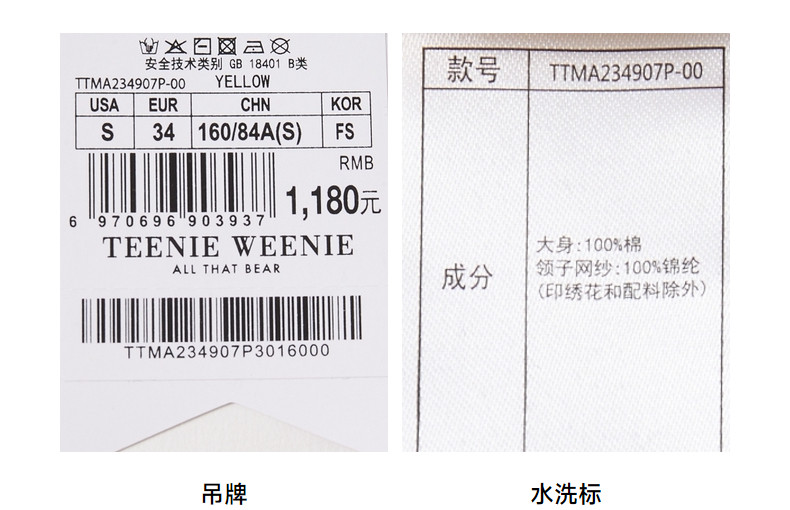 安全技术类别 GB 18401 B类
TTMA234907P-00 YELLOW
USA EUR CHN KOR
S 34 160/84A(S) FS
RMB
1,180元
6 970696 903937
TEENIE WEENIE
ALL THAT BEAR
TTMA234907P3016000
吊牌
款号 TTMA234907P-00
成分
大身:100%棉
领子网纱:100%锦纶
(印绣花和配料除外)
水洗标